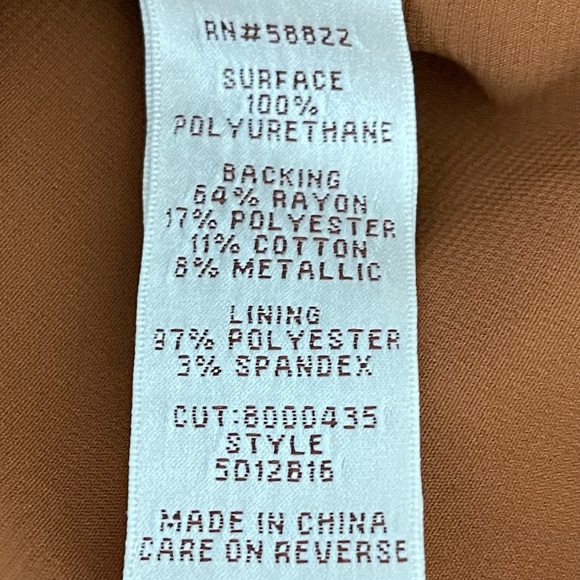 RN#58822
SURFACE
100%
POLYURETHANE
BACKING
64% RAYON
17% POLYESTER
11% COTTON
8% METALLIC
LINING
97% POLYESTER
3% SPANDEX
CUT:8000435
STYLE
5D12B16
MADE IN CHINA
CARE ON REVERSE